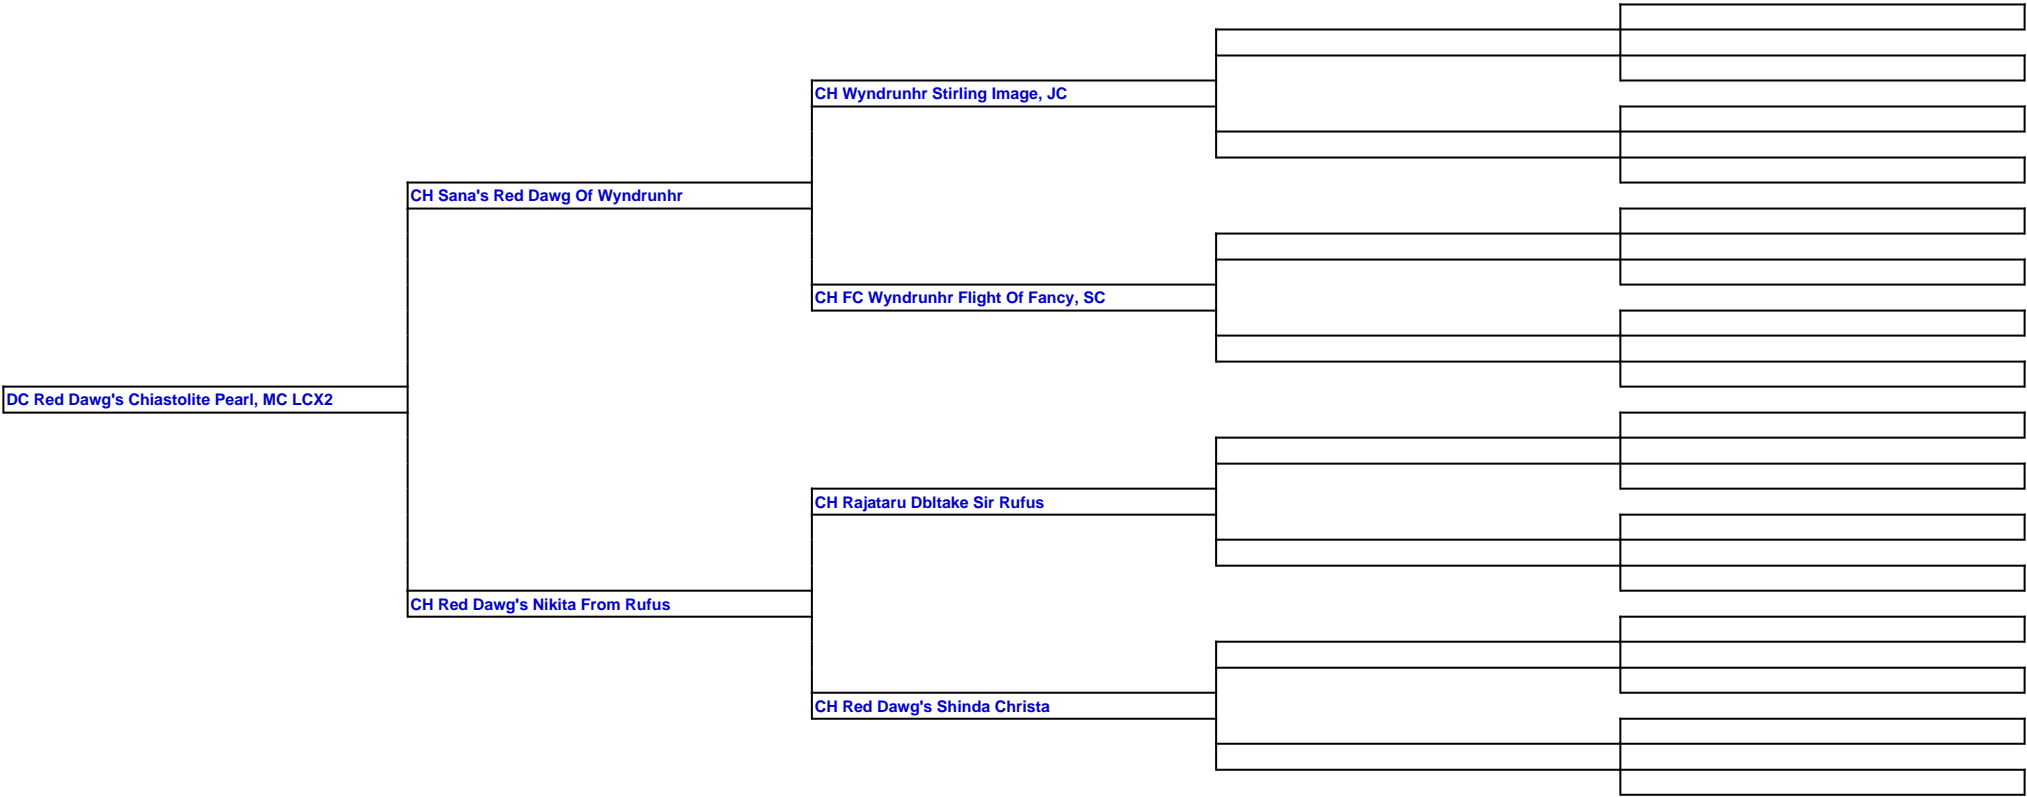 CH Wyndrunhr Stirling Image, JC
CH Sana's Red Dawg Of Wyndrunhr
CH FC Wyndrunhr Flight Of Fancy, SC
DC Red Dawg's Chiastolite Pearl, MC LCX2
CH Rajataru Dbltake Sir Rufus
CH Red Dawg's Nikita From Rufus
CH Red Dawg's Shinda Christa